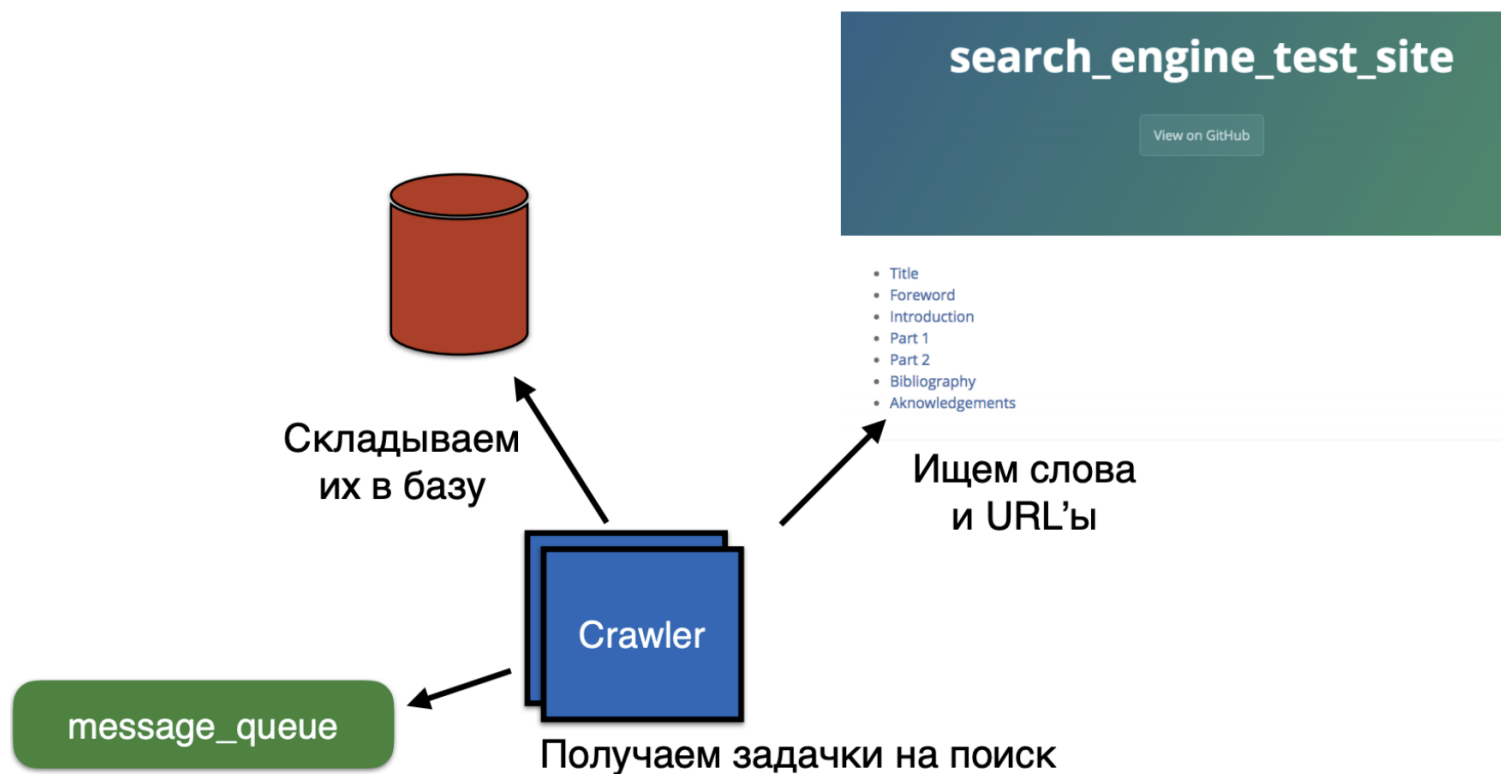 search_engine_test_site
View on GitHub
Title
Foreword
Introduction
Part 1
Part 2
Bibliography
Aknowledgements
Складываем
их в базу
Ищем слова
и URL’ы
Crawler
message_queue
Получаем задачки на поиск